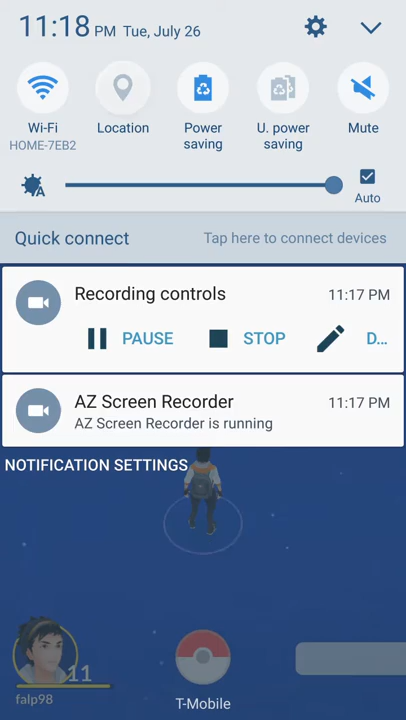 11:18 PM Tue, July 26
Wi-Fi
HOME-7EB2
Location
Power
saving
U. power
saving
Mute
A
Auto
Quick connect Tap here to connect devices
Recording controls 11:17 PM
PAUSE STOP D...
AZ Screen Recorder 11:17 PM
AZ Screen Recorder is running
NOTIFICATION SETTINGS
11
falp98
T-Mobile